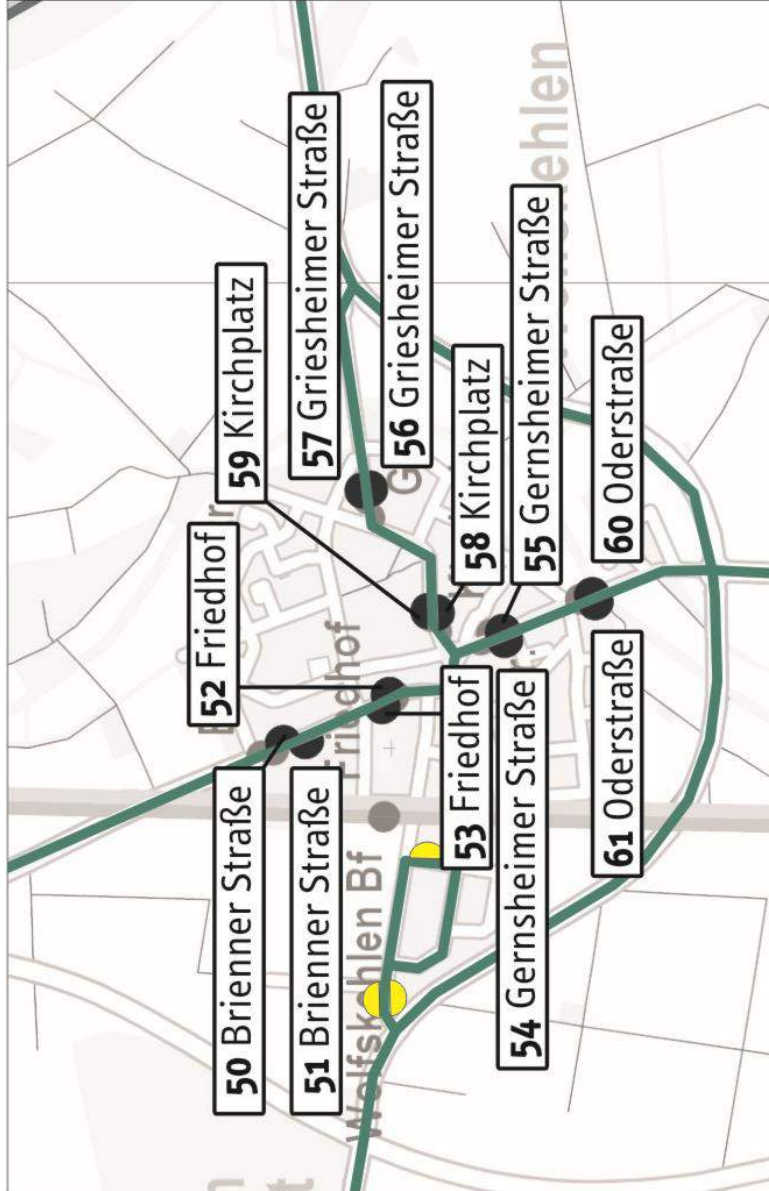 50 Brienner Straße
51 Brienner Straße
52 Friedhof
53 Friedhof
54 Gernsheimer Straße
55 Gernsheimer Straße
56 Griesheimer Straße
57 Griesheimer Straße
58 Kirchplatz
59 Kirchplatz
60 Oderstraße
61 Oderstraße
Friedhof
Wolfskehlen Bf